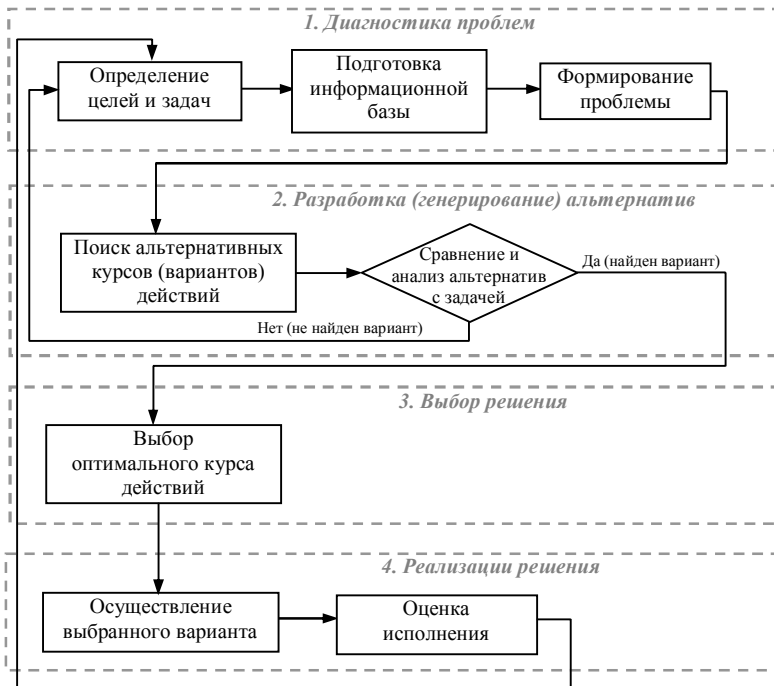 1. Диагностика проблем
Определение
целей и задач
Подготовка
информационной
базы
Формирование
проблемы
2. Разработка (генерирование) альтернатив
Поиск альтернативных
курсов (вариантов)
действий
Сравнение и
анализ альтернатив
с задачей
Да (найден вариант)
Нет (не найден вариант)
3. Выбор решения
Выбор
оптимального курса
действий
4. Реализации решения
Осуществление
выбранного варианта
Оценка
исполнения